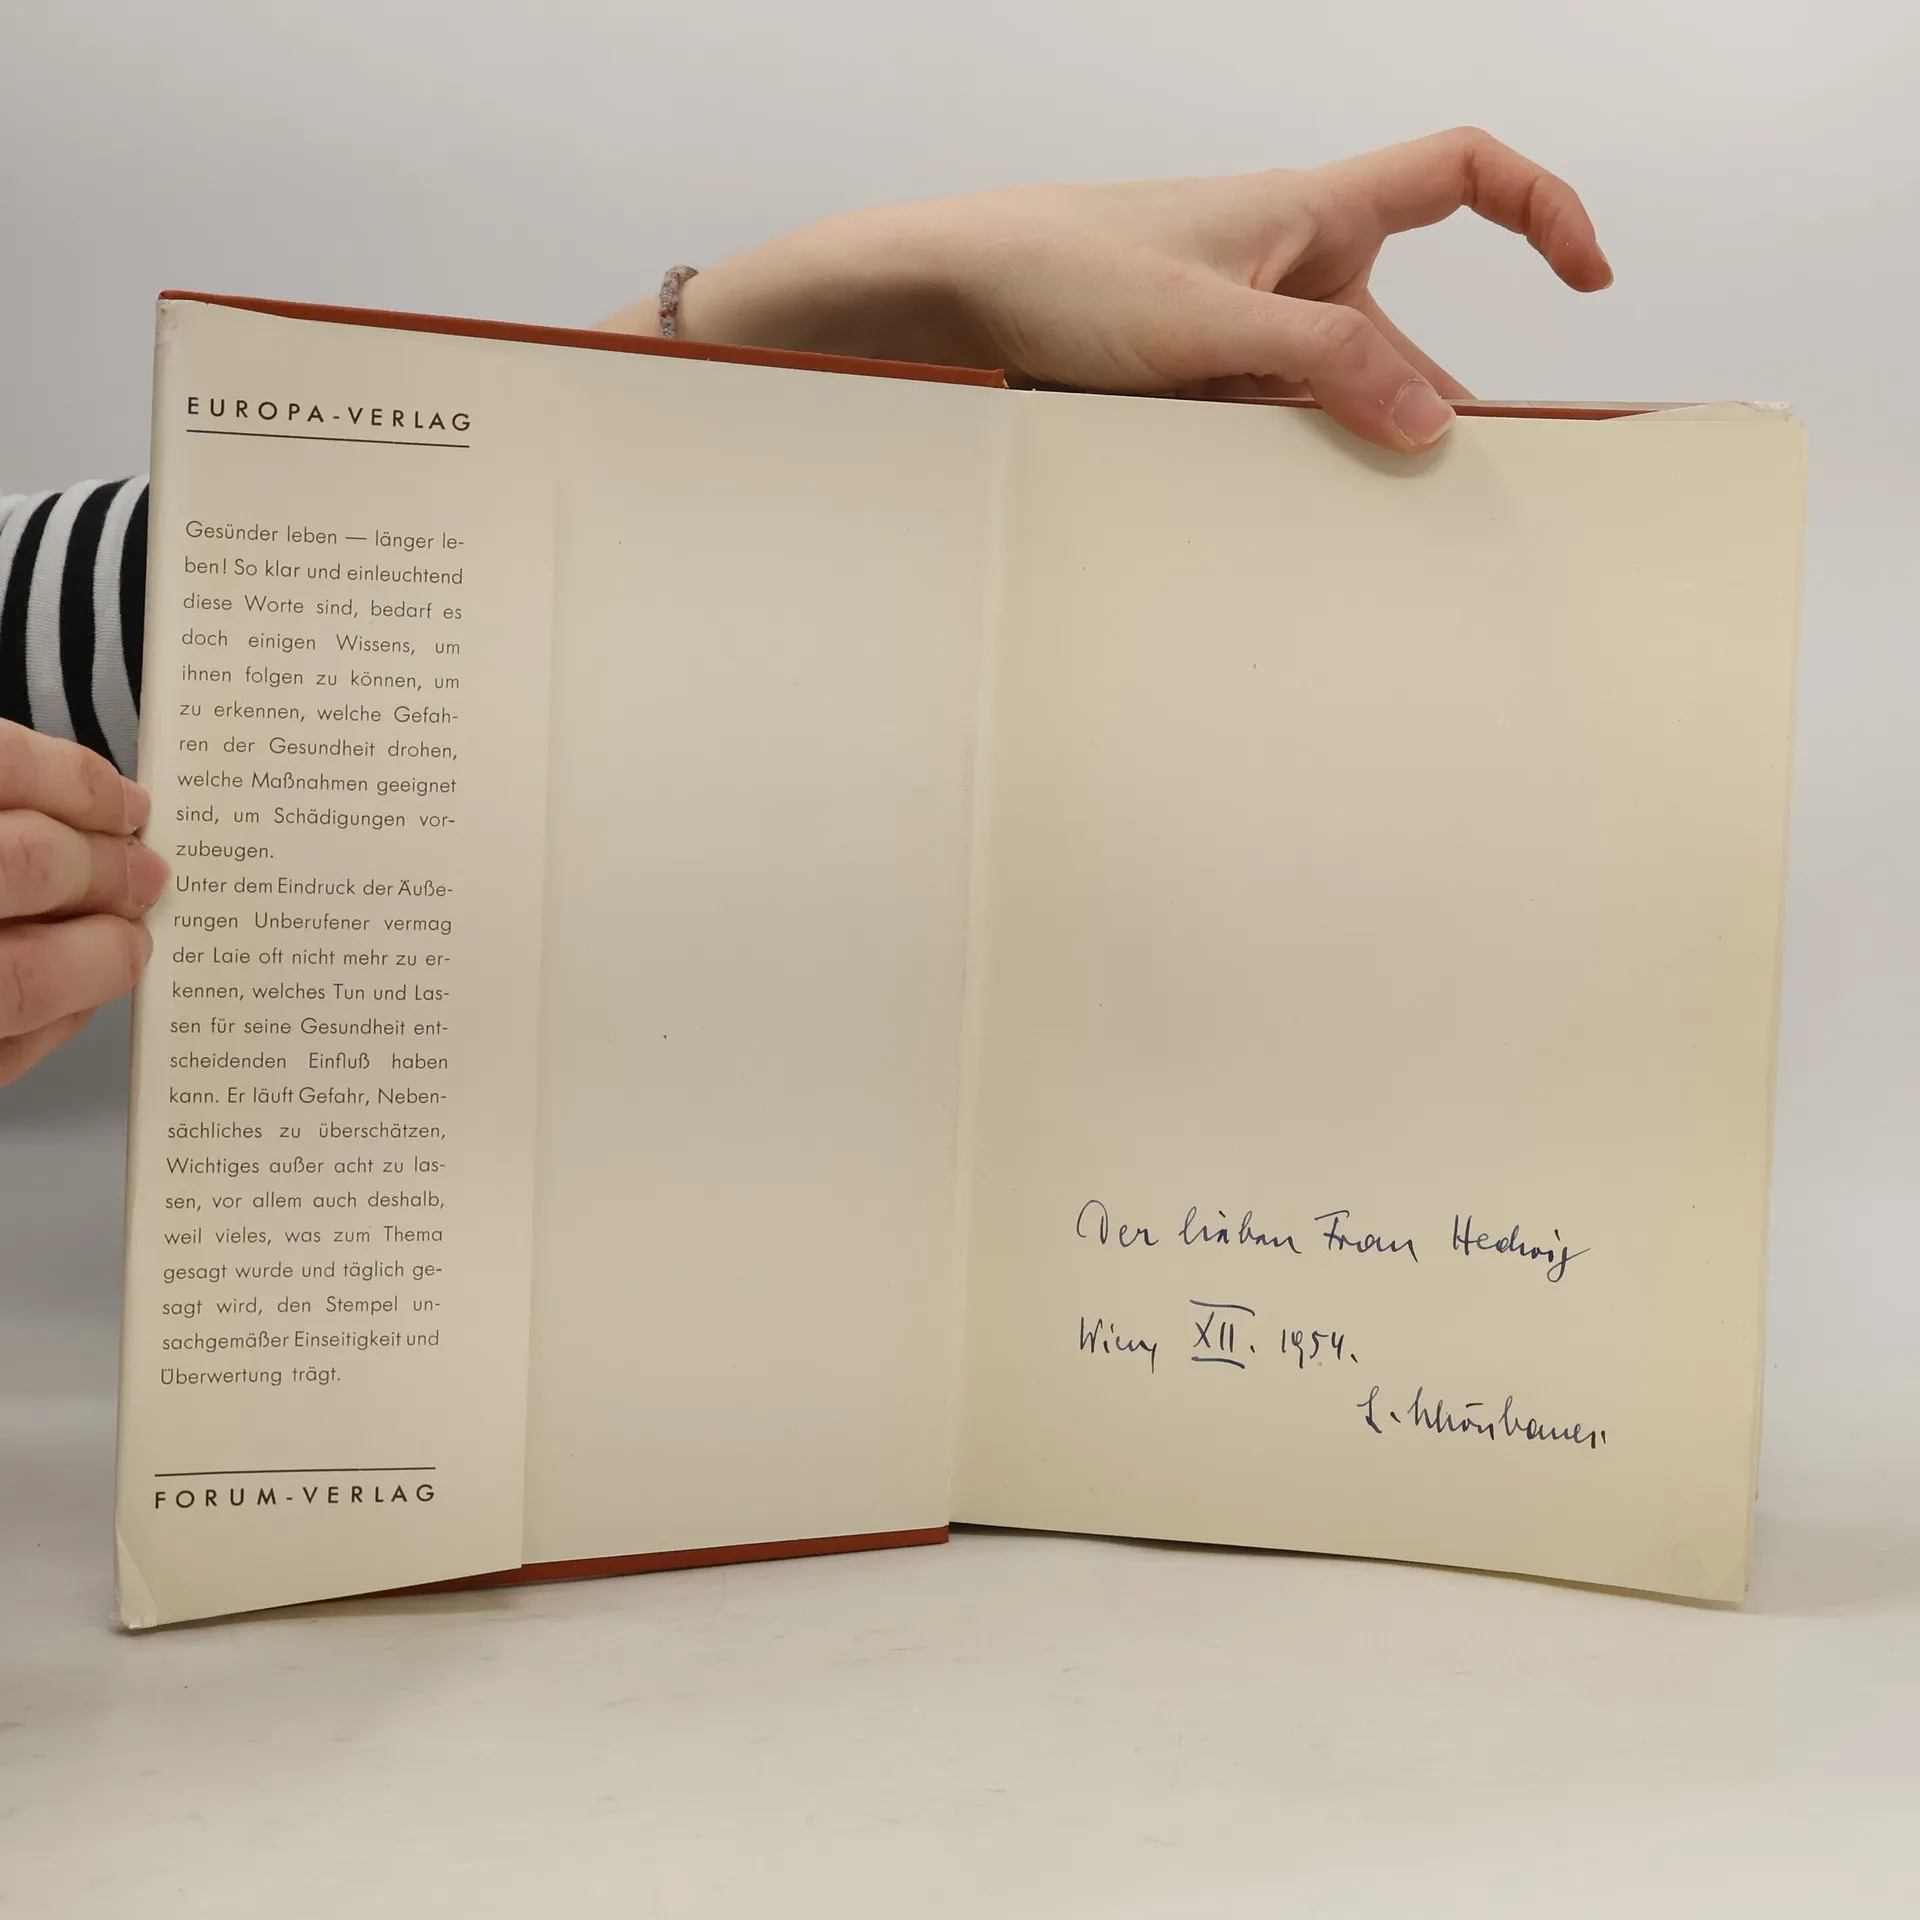 EUROPA-VERLAG
Gesünder leben — länger le-
ben! So klar und einleuchtend
diese Worte sind, bedarf es
doch einigen Wissens, um
ihnen folgen zu können, um
zu erkennen, welche Gefah-
ren der Gesundheit drohen,
welche Maßnahmen geeignet
sind, um Schädigungen vor-
zubeugen.
Unter dem Eindruck der Äuße-
rungen Unberufener vermag
der Laie oft nicht mehr zu er-
kennen, welches Tun und Las-
sen für seine Gesundheit ent-
scheidenden Einfluß haben
kann. Er läuft Gefahr, Neben-
sächliches zu überschätzen,
Wichtiges außer acht zu las-
sen, vor allem auch deshalb,
weil vieles, was zum Thema
gesagt wurde und täglich ge-
sagt wird, den Stempel un-
sachgemäßer Einseitigkeit und
Überwertung trägt.
FORUM-VERLAG
Der lieben Frau Hedwig
Wien, XII. 1954.
L. Schönbauer.